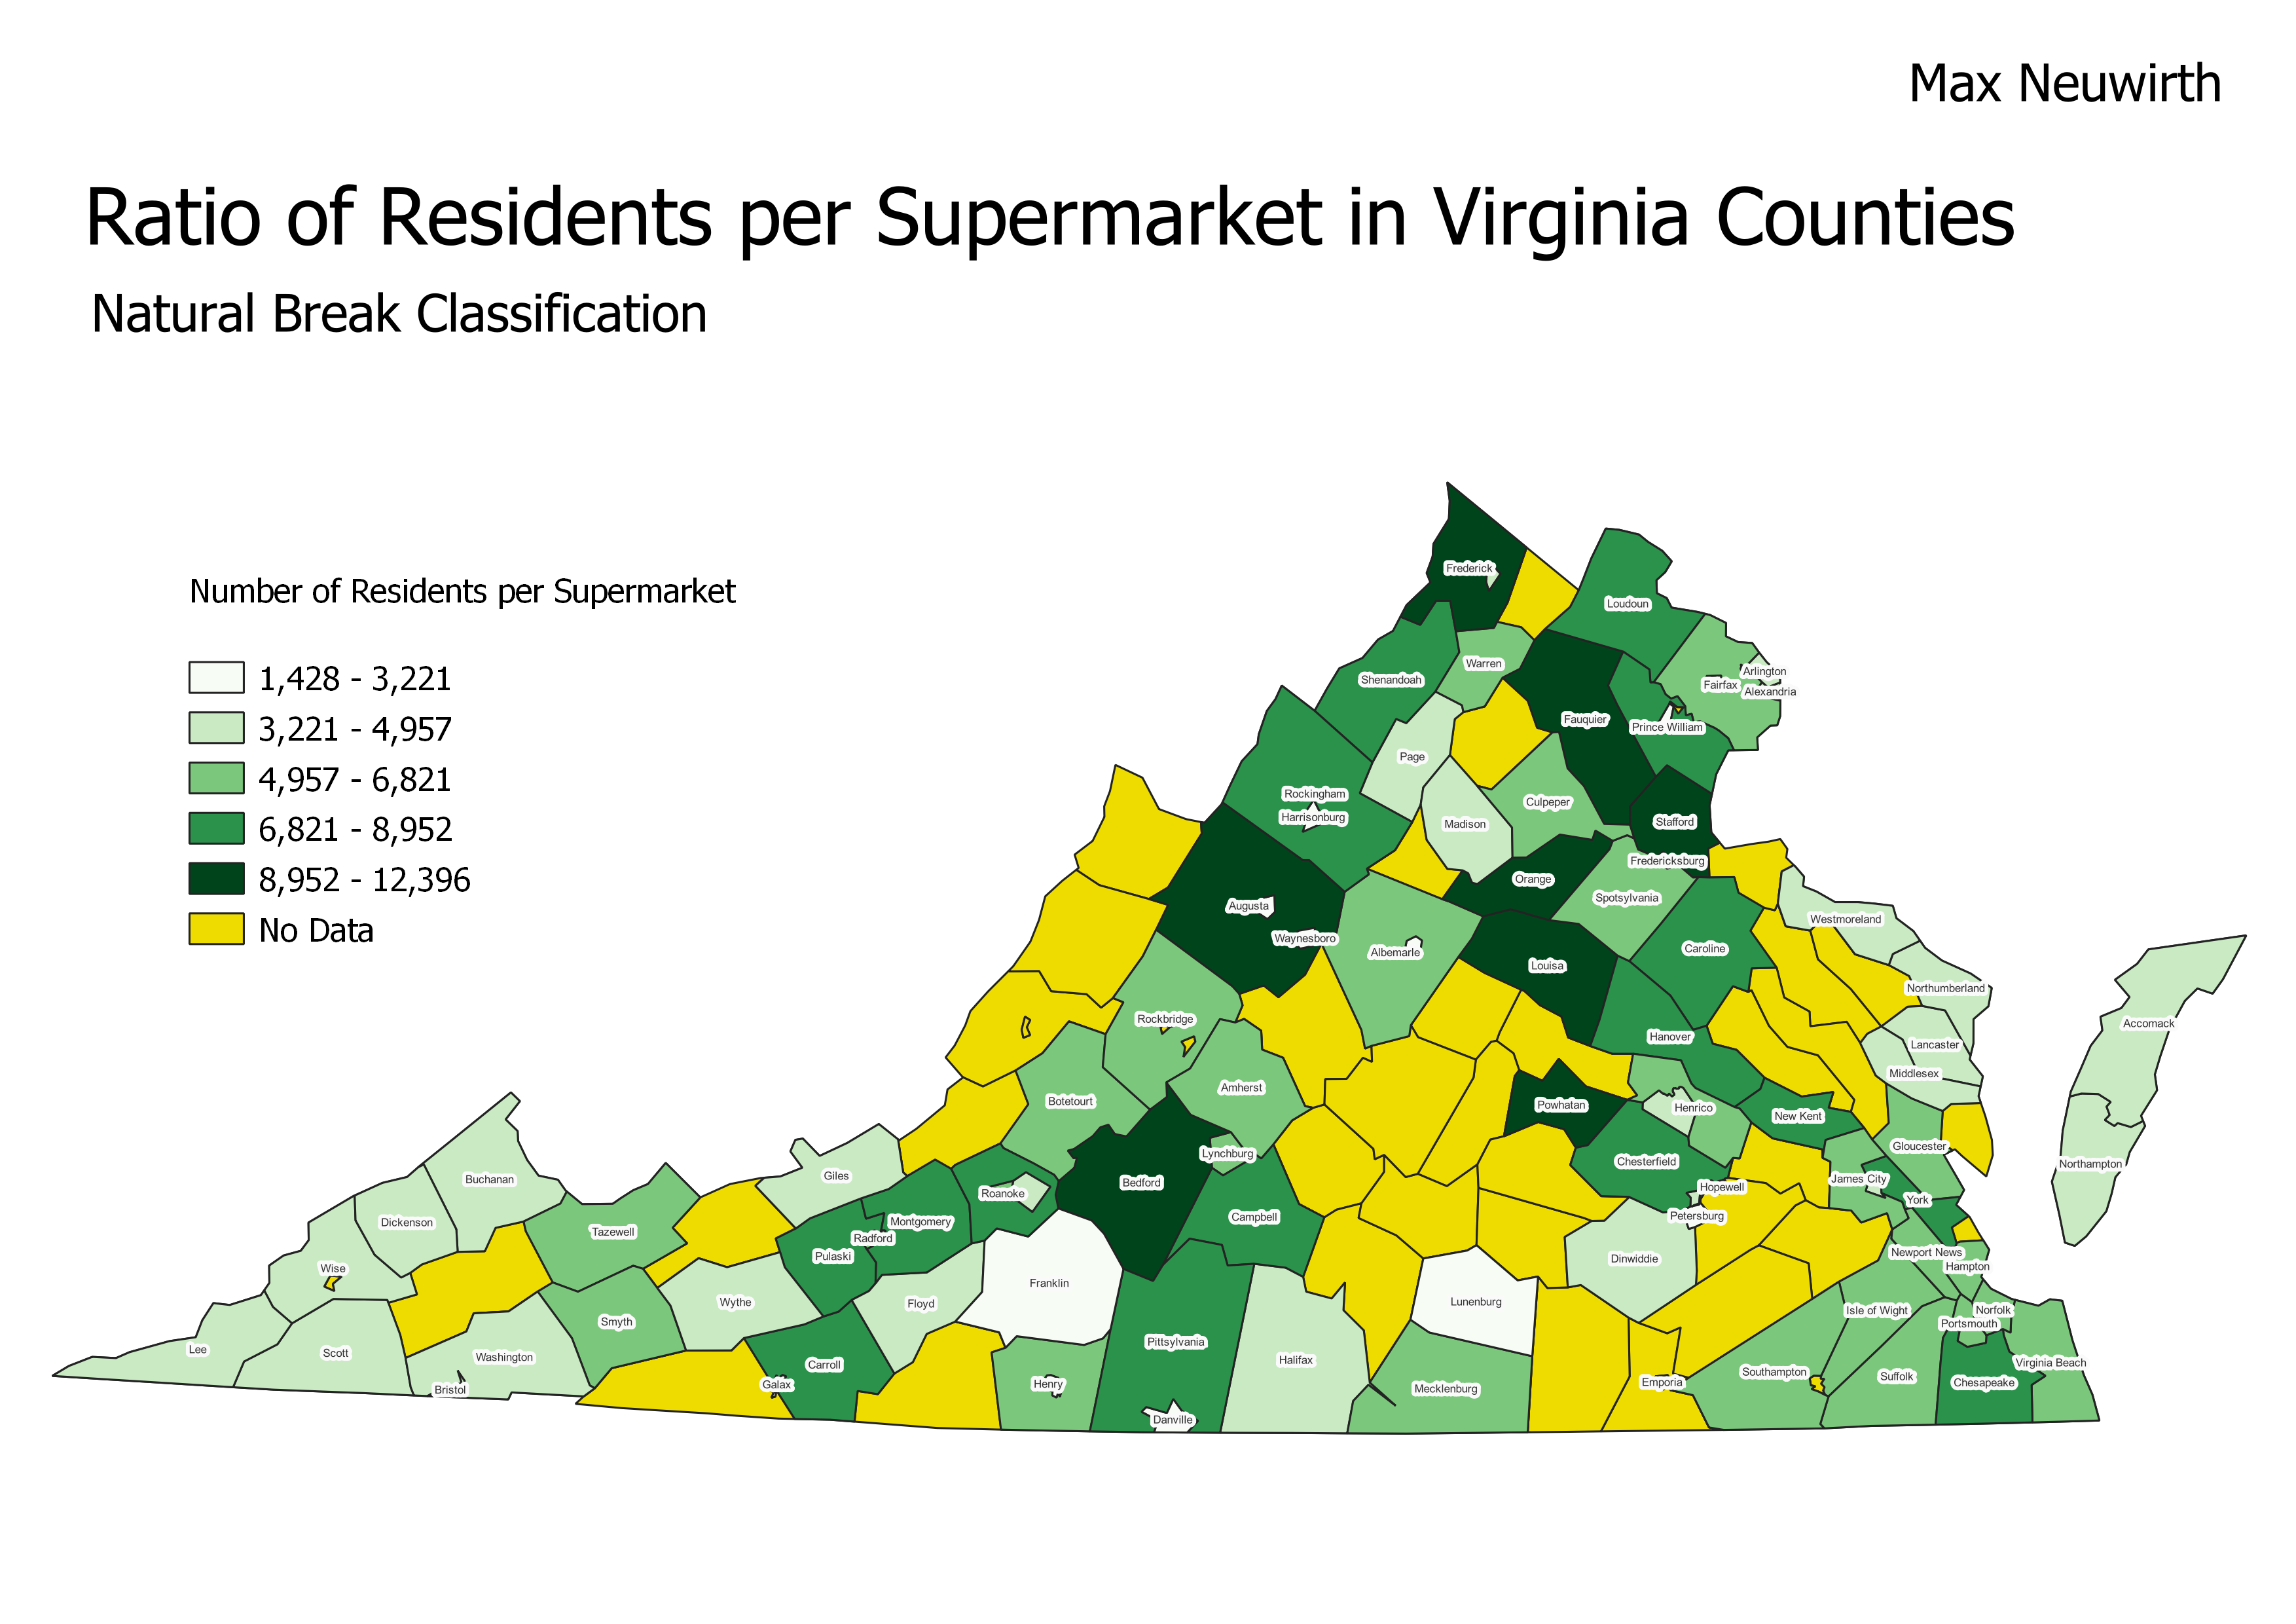 Max Neuwirth
Ratio of Residents per Supermarket in Virginia Counties
Natural Break Classification
Number of Residents per Supermarket
1,428 - 3,221
3,221 - 4,957
4,957 - 6,821
6,821 - 8,952
8,952 - 12,396
No Data
Frederick
Loudoun
Warren
Shenandoah
Arlington
Fairfax
Alexandria
Fauquier
Prince William
Page
Rockingham
Culpeper
Harrisonburg
Madison
Stafford
Fredericksburg
Orange
Spotsylvania
Augusta
Westmoreland
Waynesboro
Albemarle
Caroline
Louisa
Northumberland
Rockbridge
Accomack
Hanover
Lancaster
Middlesex
Amherst
Botetourt
Powhatan
Henrico
New Kent
Gloucester
Lynchburg
Chesterfield
Northampton
Giles
Buchanan
James City
Bedford
Hopewell
Roanoke
York
Petersburg
Campbell
Montgomery
Dickenson
Tazewell
Radford
Newport News
Pulaski
Dinwiddie
Hampton
Wise
Franklin
Wythe
Floyd
Lunenburg
Isle of Wight
Norfolk
Smyth
Portsmouth
Pittsylvania
Lee
Scott
Washington
Halifax
Virginia Beach
Carroll
Southampton
Suffolk
Chesapeake
Emporia
Henry
Galax
Mecklenburg
Bristol
Danville